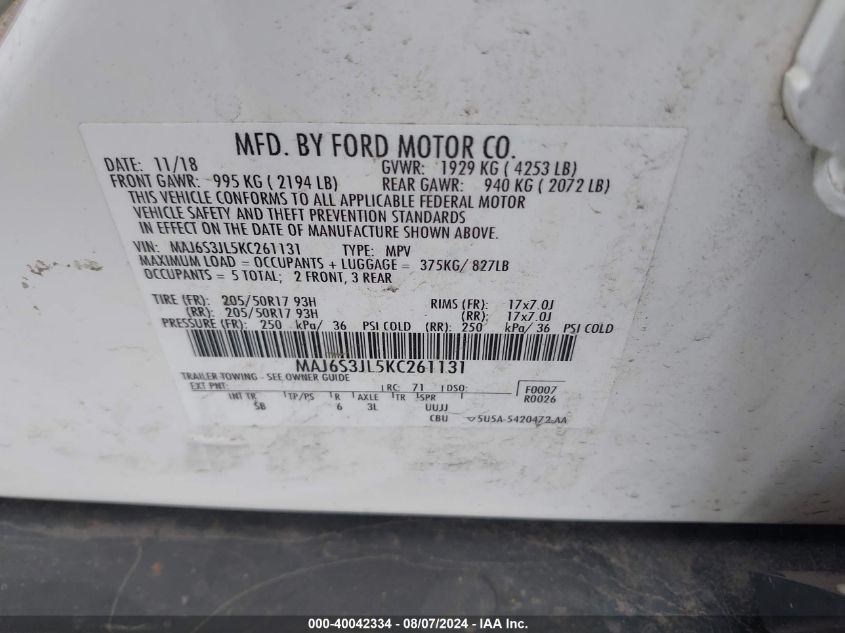 MFD. BY FORD MOTOR CO.
DATE: 11/18 GVWR: 1929 KG ( 4253 LB)
FRONT GAWR: 995 KG ( 2194 LB) REAR GAWR: 940 KG ( 2072 LB)
THIS VEHICLE CONFORMS TO ALL APPLICABLE FEDERAL MOTOR
VEHICLE SAFETY AND THEFT PREVENTION STANDARDS
IN EFFECT ON THE DATE OF MANUFACTURE SHOWN ABOVE.
VIN: MAJ6S3JL5KC261131 TYPE: MPV
MAXIMUM LOAD = OCCUPANTS + LUGGAGE = 375KG/ 827LB
OCCUPANTS = 5 TOTAL; 2 FRONT, 3 REAR
TIRE (FR): 205/50R17 93H RIMS (FR): 17x7.0J
(RR): 205/50R17 93H (RR): 17x7.0J
PRESSURE (FR): 250 kPa/ 36 PSI COLD (RR): 250 kPa/ 36 PSI COLD
MAJ6S3JL5KC261131
TRAILER TOWING - SEE OWNER GUIDE
EXT PNT: RC: 71 DSO: F0007
INT TR TP/PS R AXLE TR SPR R0026
5B 6 3L UUJJ
CBU 5U5A-5420472-AA
000-40042334 - 08/07/2024 - Copyright © 2024 IAA, LLC.